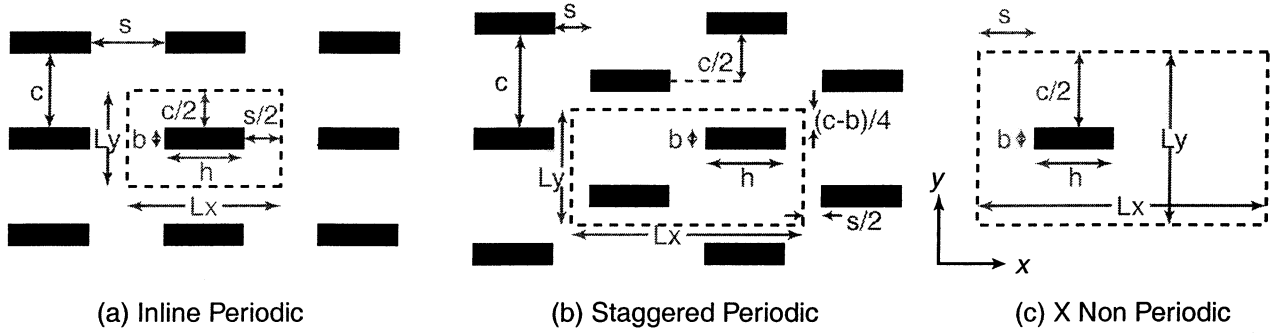 s
c
c/2
s/2
Ly
b
h
Lx
(a) Inline Periodic
s
c/2
c
(c-b)/4
b
h
Ly
s/2
Lx
(b) Staggered Periodic
s
c/2
b
Ly
h
y
Lx
x
(c) X Non Periodic